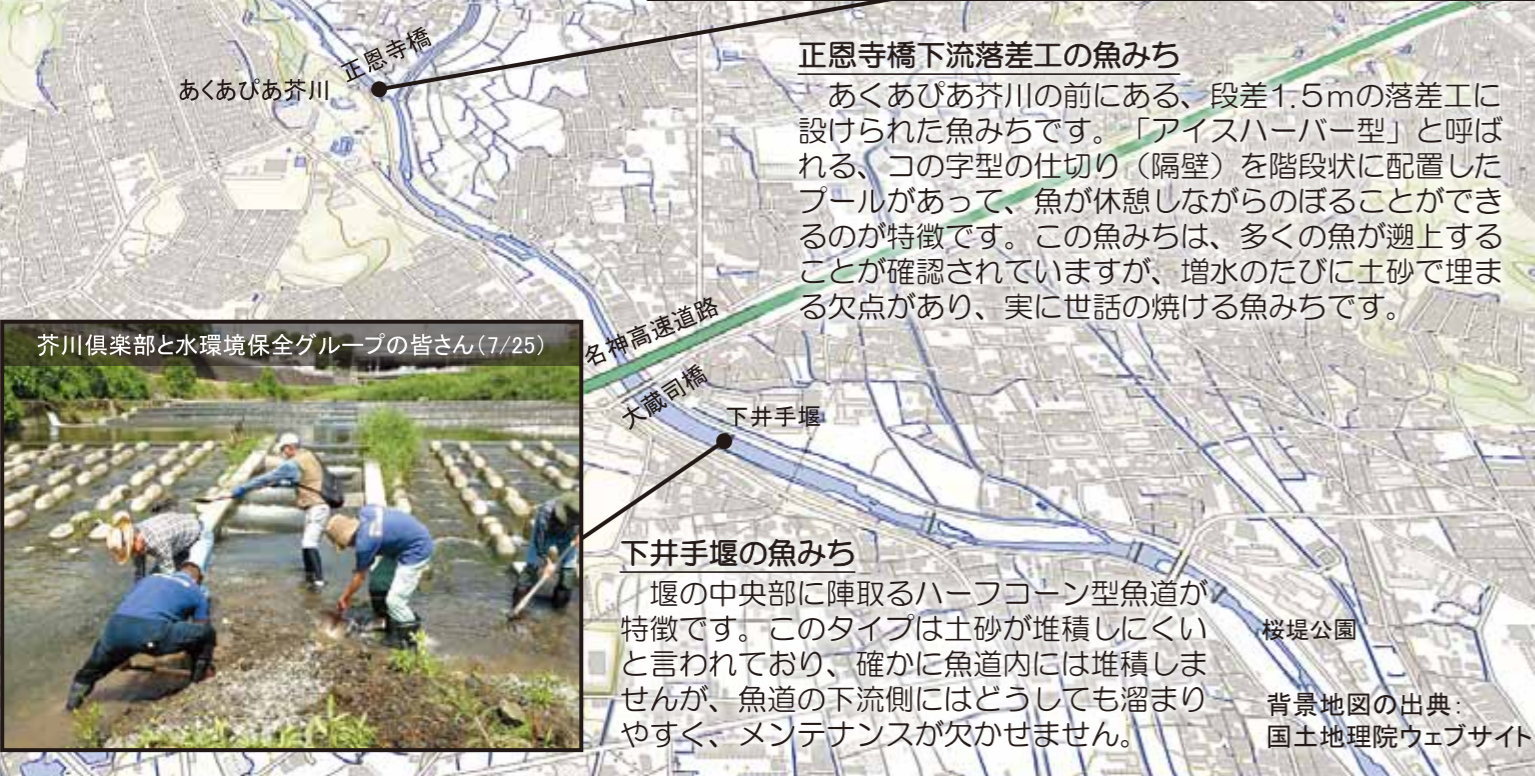 正恩寺橋
あくあぴあ芥川
正恩寺橋下流落差工の魚みち
　あくあぴあ芥川の前にある、段差1.5mの落差工に
設けられた魚みちです。「アイスハーバー型」と呼ば
れる、コの字型の仕切り（隔壁）を階段状に配置した
プールがあって、魚が休憩しながらのぼることができ
るのが特徴です。この魚みちは、多くの魚が遡上する
ことが確認されていますが、増水のたびに土砂で埋ま
る欠点があり、実に世話の焼ける魚みちです。
名神高速道路
芥川倶楽部と水環境保全グループの皆さん(7/25)
大蔵司橋
下井手堰
下井手堰の魚みち
　堰の中央部に陣取るハーフコーン型魚道が
特徴です。このタイプは土砂が堆積しにくい
と言われており、確かに魚道内には堆積しま
せんが、魚道の下流側にはどうしても溜まり
やすく、メンテナンスが欠かせません。
桜堤公園
背景地図の出典：
国土地理院ウェブサイト